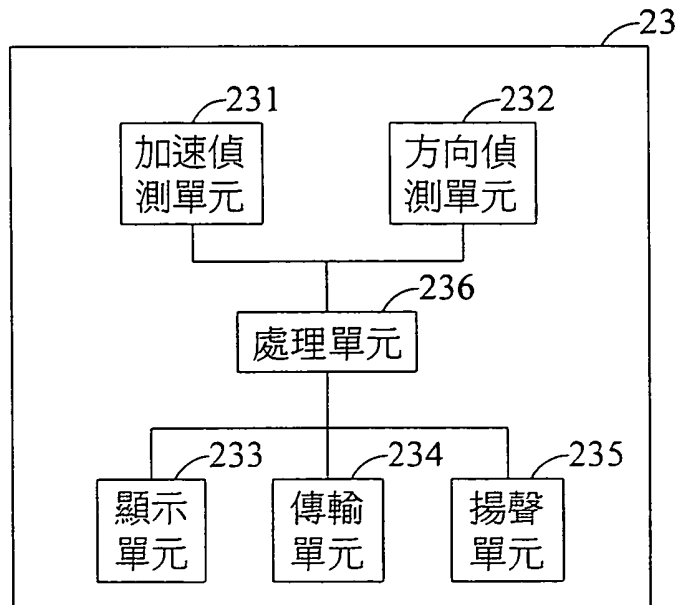 23
231
232
加速偵
測單元
方向偵
測單元
236
處理單元
233
234
235
顯示
單元
傳輸
單元
揚聲
單元